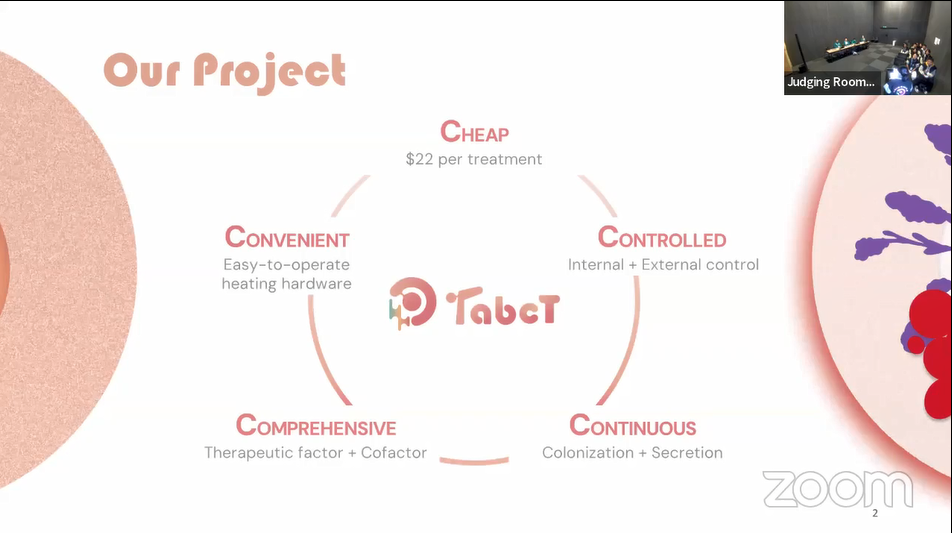 Our Project
Judging Room...
CHEAP
$22 per treatment
CONVENIENT
Easy-to-operate
heating hardware
CONTROLLED
Internal + External control
TabcT
COMPREHENSIVE
Therapeutic factor + Cofactor
CONTINUOUS
Colonization + Secretion
zoom
2